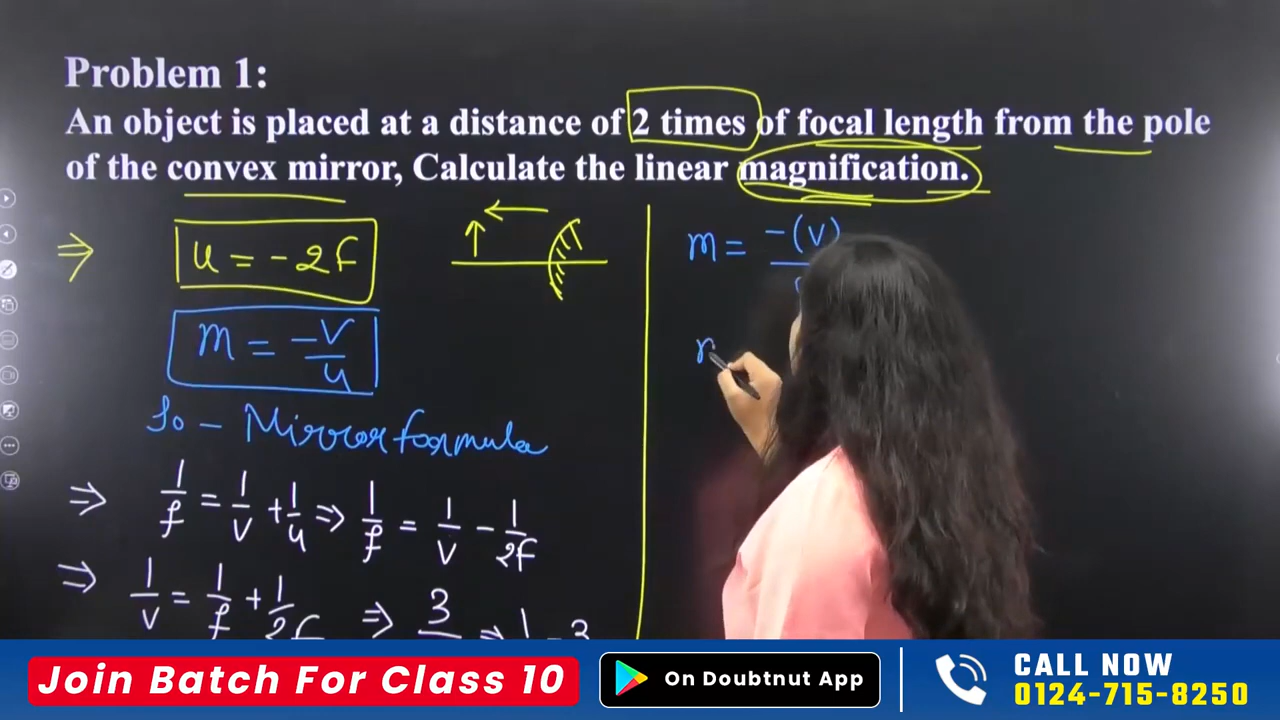 Problem 1:
An object is placed at a distance of 2 times of focal length from the pole
of the convex mirror, Calculate the linear magnification.
⇒ u = -2f
m = -v/u
So - Mirror formula
⇒ 1/f = 1/v + 1/u ⇒ 1/f = 1/v - 1/2f
⇒ 1/v = 1/f + 1/2f ⇒ 3
m = -(v)
Join Batch For Class 10
On Doubtnut App
CALL NOW
0124-715-8250